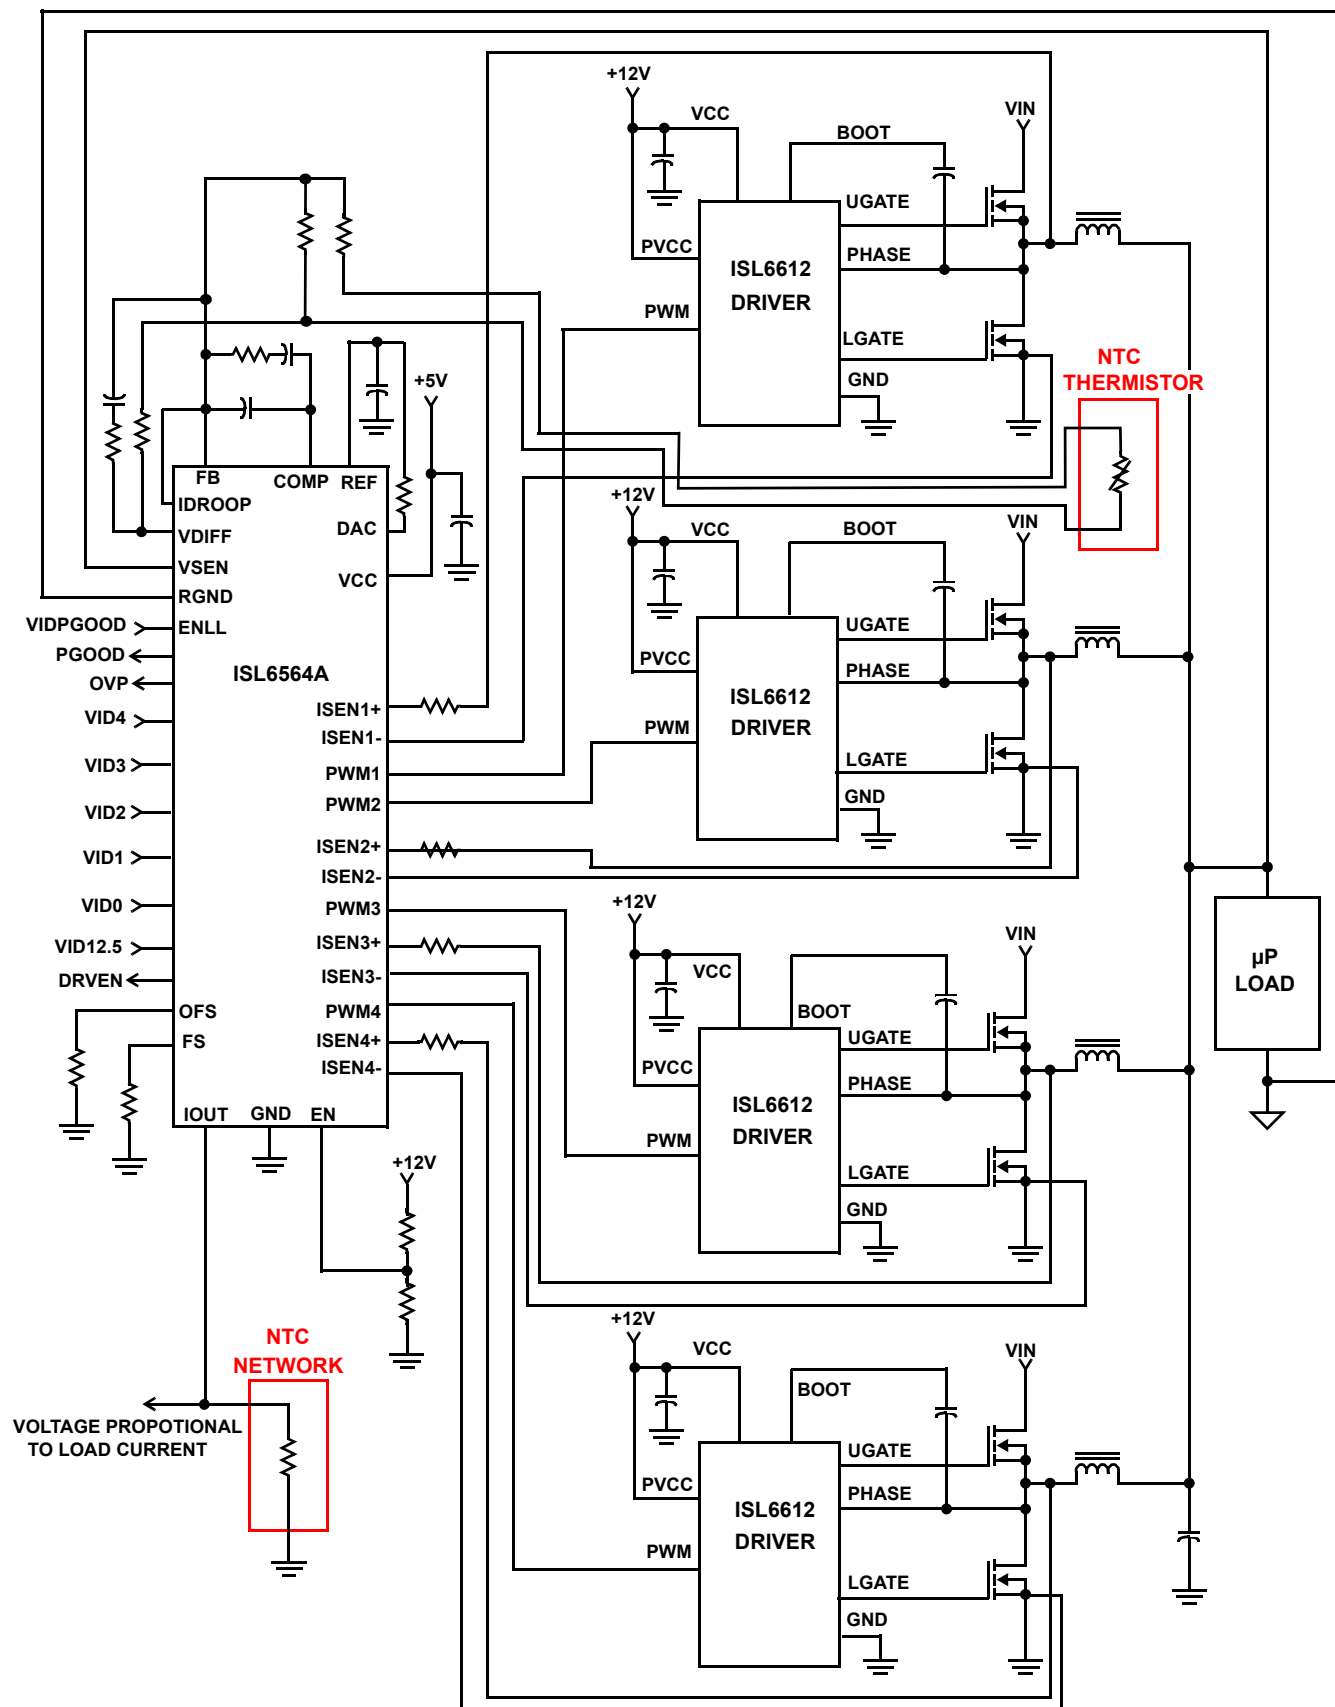 +12V
VCC
VIN
BOOT
UGATE
PVCC
PHASE
ISL6612
DRIVER
PWM
LGATE
GND
NTC
THERMISTOR
+5V
FB
COMP
REF
IDROOP
DAC
VDIFF
VSEN
VCC
RGND
VIDPGOOD
ENLL
PGOOD
OVP
ISL6564A
VID4
ISEN1+
ISEN1-
VID3
PWM1
PWM2
VID2
ISEN2+
VID1
ISEN2-
VID0
PWM3
VID12.5
ISEN3+
DRVEN
ISEN3-
OFS
PWM4
FS
ISEN4+
ISEN4-
IOUT
GND
EN
+12V
+12V
VCC
VIN
BOOT
UGATE
PVCC
PHASE
ISL6612
DRIVER
PWM
LGATE
GND
+12V
VCC
VIN
BOOT
UGATE
PVCC
PHASE
ISL6612
DRIVER
PWM
LGATE
GND
µP
LOAD
NTC
NETWORK
VOLTAGE PROPOTIONAL
TO LOAD CURRENT
+12V
VCC
VIN
BOOT
UGATE
PVCC
PHASE
ISL6612
DRIVER
PWM
LGATE
GND